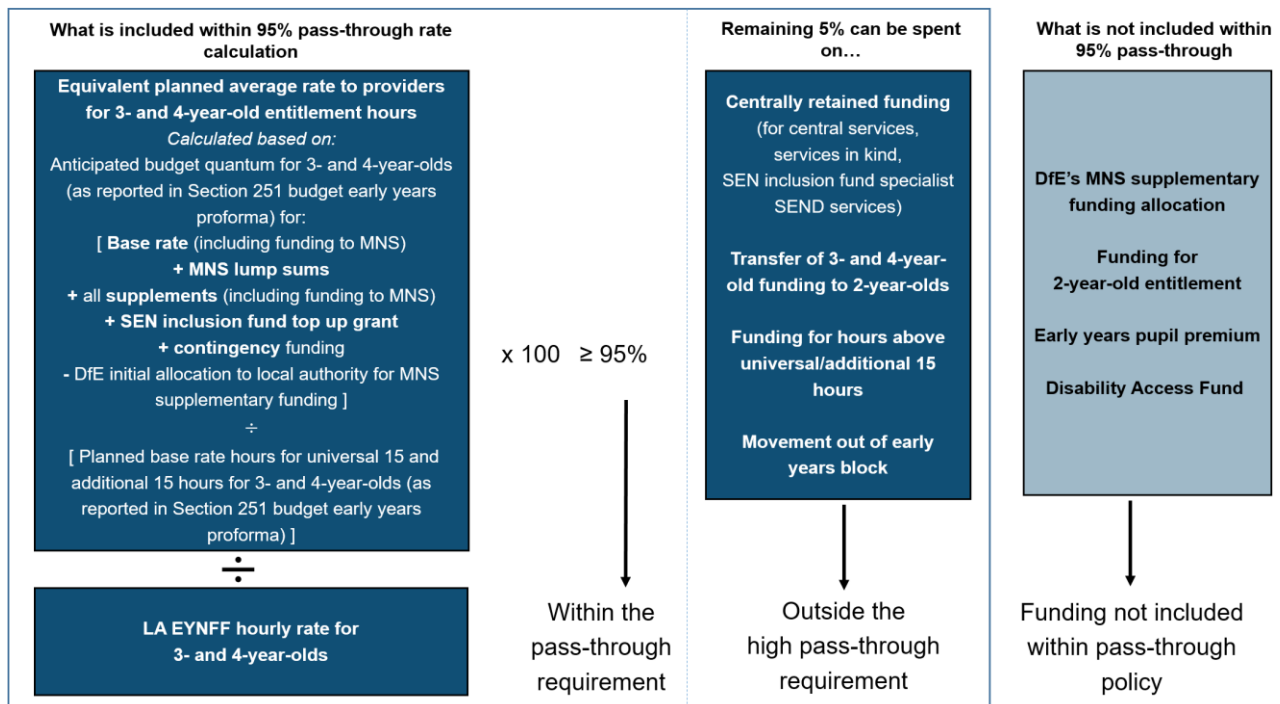 What is included within 95% pass-through rate
calculation
Equivalent planned average rate to providers
for 3- and 4-year-old entitlement hours
Calculated based on:
Anticipated budget quantum for 3- and 4-year-olds
(as reported in Section 251 budget early years
proforma) for:
[ Base rate (including funding to MNS)
+ MNS lump sums
+ all supplements (including funding to MNS)
+ SEN inclusion fund top up grant
+ contingency funding
- DfE initial allocation to local authority for MNS
supplementary funding ]
÷
[ Planned base rate hours for universal 15 and
additional 15 hours for 3- and 4-year-olds (as
reported in Section 251 budget early years
proforma) ]
÷
LA EYNFF hourly rate for
3- and 4-year-olds
x 100 ≥ 95%
Within the
pass-through
requirement
Remaining 5% can be spent
on…
Centrally retained funding
(for central services,
services in kind,
SEN inclusion fund specialist
SEND services)
Transfer of 3- and 4-year-
old funding to 2-year-olds
Funding for hours above
universal/additional 15
hours
Movement out of early
years block
Outside the
high pass-through
requirement
What is not included within
95% pass-through
DfE's MNS supplementary
funding allocation
Funding for
2-year-old entitlement
Early years pupil premium
Disability Access Fund
Funding not included
within pass-through
policy